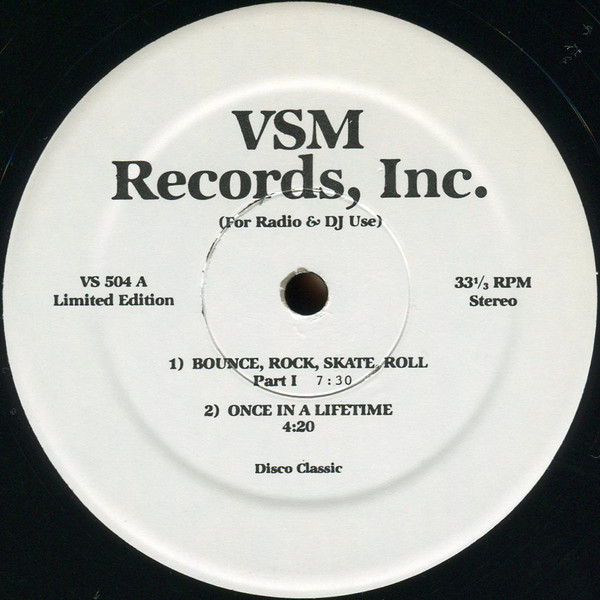 VSM
Records, Inc.
(For Radio & DJ Use)
VS 504 A
Limited Edition
33⅓ RPM
Stereo
1) BOUNCE, ROCK, SKATE, ROLL
Part I 7:30
2) ONCE IN A LIFETIME
4:20
Disco Classic